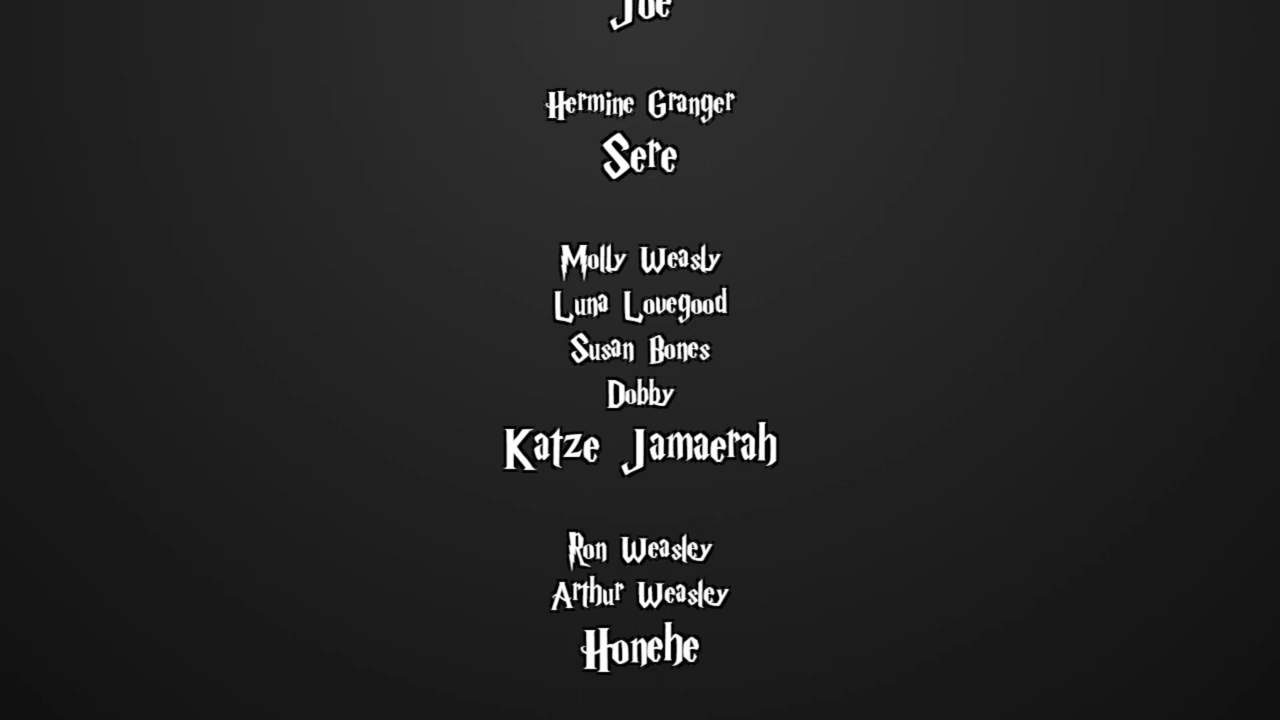 Joe
Hermine Granger
Sere
Molly Weasly
Luna Lovegood
Susan Bones
Dobby
Katze Jamaerah
Ron Weasley
Arthur Weasley
Honehe